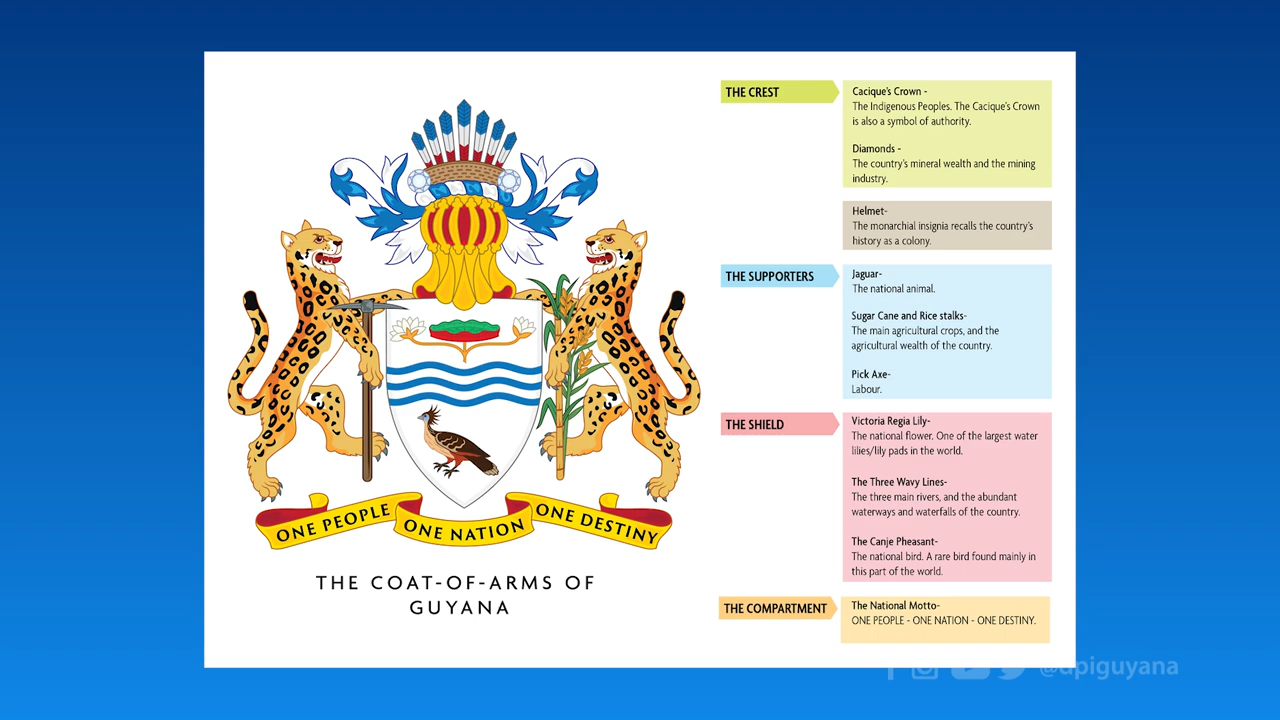 ONE PEOPLE
ONE NATION
ONE DESTINY
THE COAT-OF-ARMS OF
GUYANA
THE CREST
Cacique's Crown -
The Indigenous Peoples. The Cacique's Crown
is also a symbol of authority.
Diamonds -
The country's mineral wealth and the mining
industry.
Helmet-
The monarchial insignia recalls the country's
history as a colony.
THE SUPPORTERS
Jaguar-
The national animal.
Sugar Cane and Rice stalks-
The main agricultural crops, and the
agricultural wealth of the country.
Pick Axe-
Labour.
THE SHIELD
Victoria Regia Lily-
The national flower. One of the largest water
lilies/lily pads in the world.
The Three Wavy Lines-
The three main rivers, and the abundant
waterways and waterfalls of the country.
The Canje Pheasant-
The national bird. A rare bird found mainly in
this part of the world.
THE COMPARTMENT
The National Motto-
ONE PEOPLE - ONE NATION - ONE DESTINY.
@dpiguyana